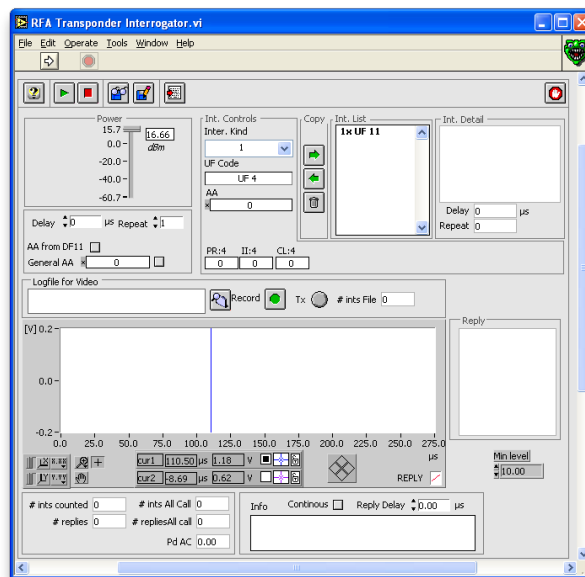 RFA Transponder Interrogator.vi
File Edit Operate Tools Window Help
Power
15.7
0.0
-20.0
-40.0
-60.7
16.66
dBm
Int. Controls
Inter. Kind
1
UF Code
UF 4
AA
x 0
Copy
Int. List
1x UF 11
Int. Detail
Delay 0 µs
Repeat 0
Delay 0 µs Repeat 1
AA from DF11
General AA x 0
PR:4 II:4 CL:4
0 0 0
Logfile for Video
Record
Tx
# ints File 0
Reply
[V] 0.2
0.0
-0.2
0.0 25.0 50.0 75.0 100.0 125.0 150.0 175.0 200.0 225.0 250.0 275.0
µs
cur1 110.50 µs 1.18 V
cur2 -8.69 µs 0.62 V
REPLY
Min level
10.00
# ints counted 0 # ints All Call 0
# replies 0 # repliesAll call 0
Pd AC 0.00
Info Continous Reply Delay 0.00 µs